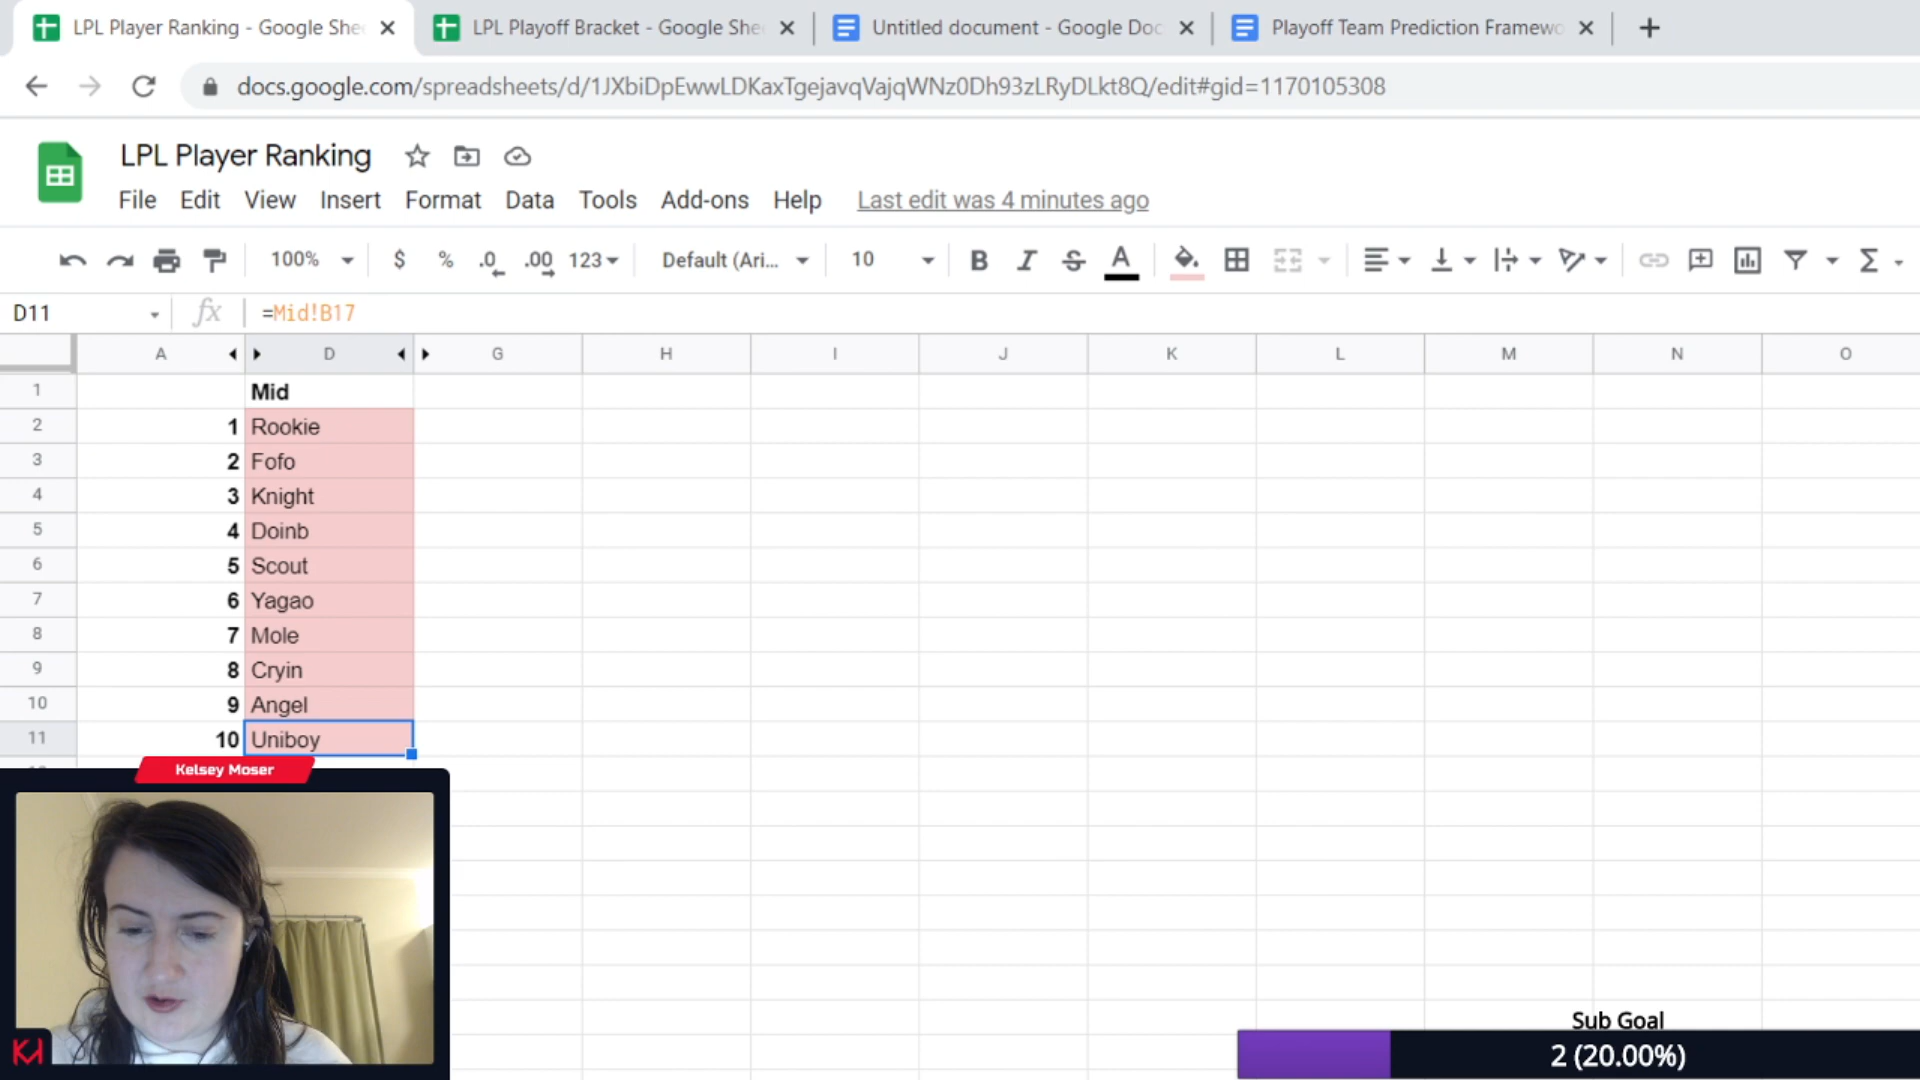 LPL Player Ranking - Google She
LPL Playoff Bracket - Google She
Untitled document - Google Doc
Playoff Team Prediction Framewo
docs.google.com/spreadsheets/d/1JXbiDpEwwLDKaxTgejavqVajqWNz0Dh93zLRyDLkt8Q/edit#gid=1170105308
LPL Player Ranking
File Edit View Insert Format Data Tools Add-ons Help Last edit was 4 minutes ago
100% $ % .0 .00 123 Default (Ari... 10 B I S A Σ
D11 fx =Mid!B17
A D G H I J K L M N O
1 Mid
2 1 Rookie
3 2 Fofo
4 3 Knight
5 4 Doinb
6 5 Scout
7 6 Yagao
8 7 Mole
9 8 Cryin
10 9 Angel
11 10 Uniboy
Kelsey Moser
KM
Sub Goal
2 (20.00%)